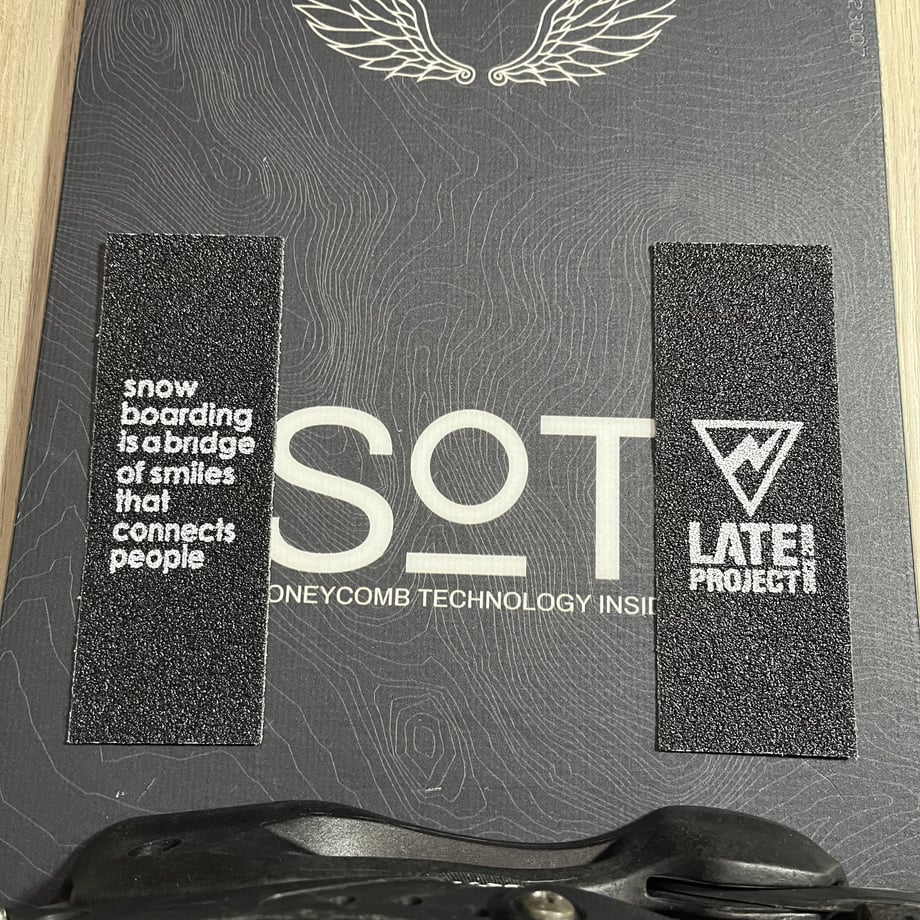 snow
boarding
is a bridge
of smiles
that
connects
people
SOT
ONEYCOMB TECHNOLOGY INSID
LATE
PROJECT